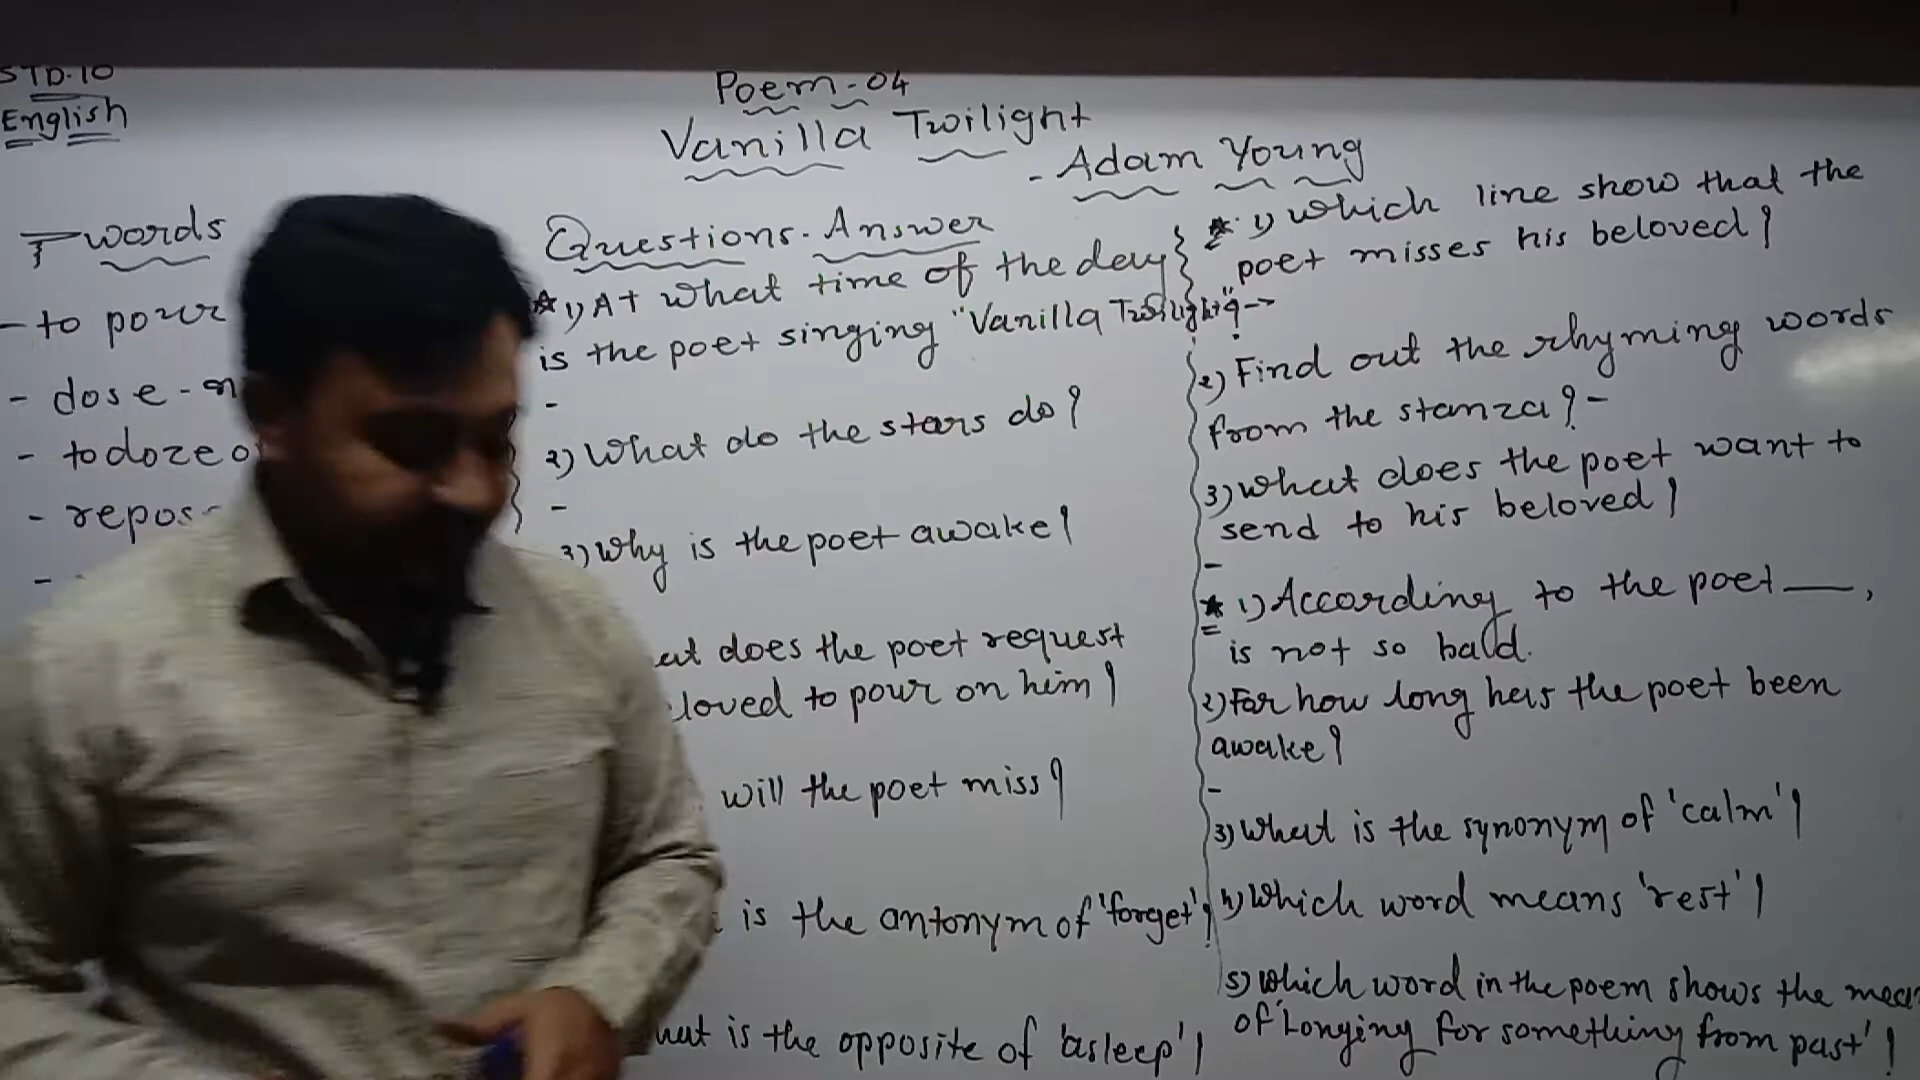 STD.10
English
Poem-04
Vanilla Twilight
- Adam Young
words
- to pour
- dose -
- to doze
-
-
Questions. Answer
1) At what time of the day
is the poet singing "Vanilla Twilight"?
-
2) What do the stars do?
-
3) Why is the poet awake?
does the poet request
to pour on him?
will the poet miss?
is the antonym of 'forget'?
is the opposite of 'asleep'?
1) which line show that the
poet misses his beloved?
→
2) Find out the rhyming words
from the stanza? -
3) What does the poet want to
send to his beloved?
-
1) According to the poet —,
is not so bad.
2) For how long has the poet been
awake?
-
3) What is the synonym of 'calm'?
4) Which word means 'rest'?
5) Which word in the poem shows the
of 'Longing for something from past'?